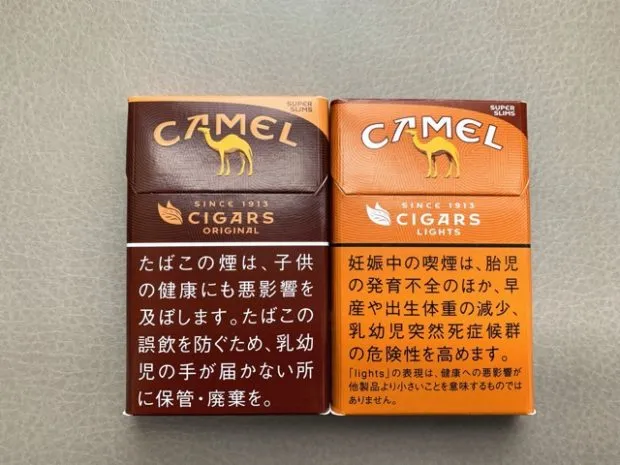 SUPER
SLIMS
CAMEL
SINCE 1913
CIGARS
ORIGINAL
たばこの煙は、子供
の健康にも悪影響を
及ぼします。たばこの
誤飲を防ぐため、乳幼
児の手が届かない所
に保管・廃棄を。
SUPER
SLIMS
CAMEL
SINCE 1913
CIGARS
LIGHTS
妊娠中の喫煙は、胎児
の発育不全のほか、早
産や出生体重の減少、
乳幼児突然死症候群
の危険性を高めます。
「lights」の表現は、健康への悪影響が
他製品より小さいことを意味するものでは
ありません。